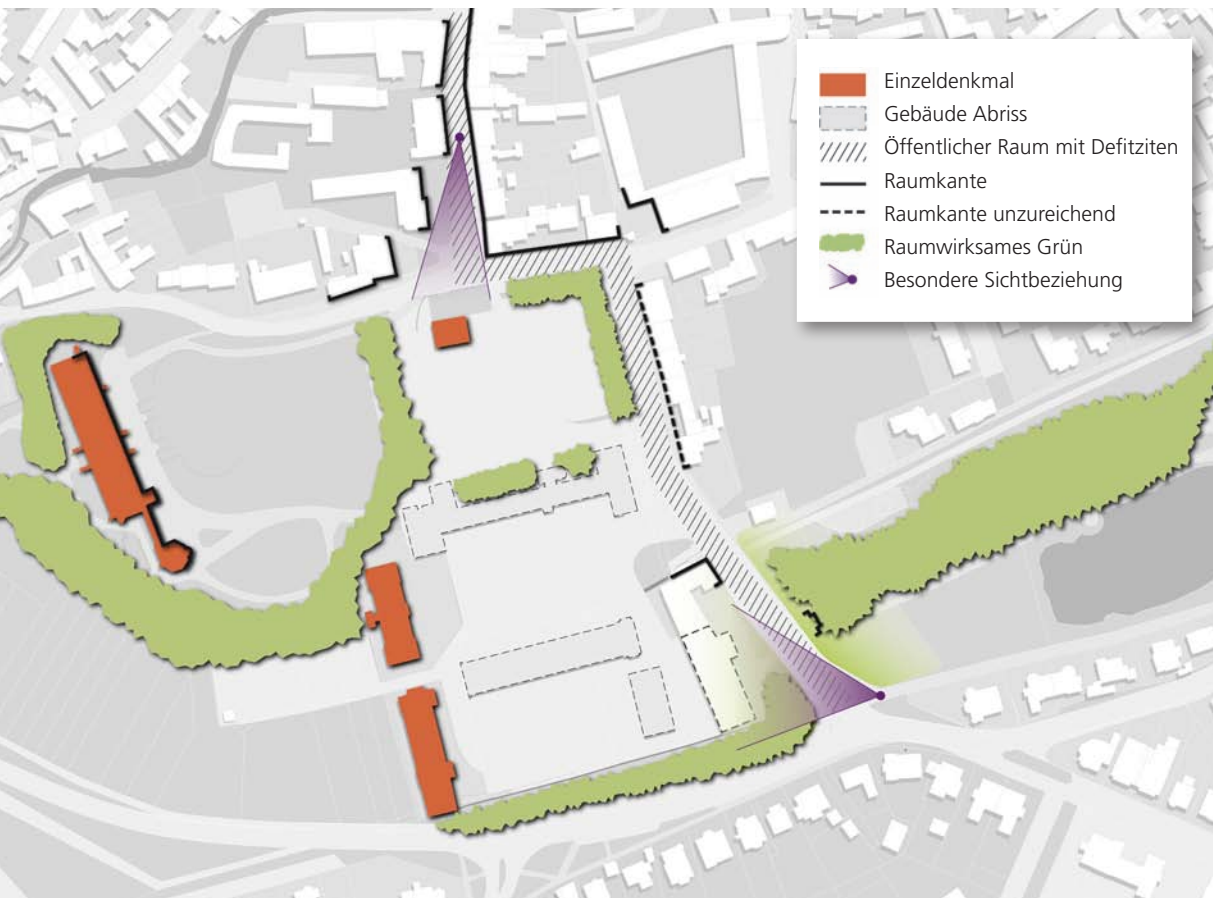 Einzeldenkmal
Gebäude Abriss
Öffentlicher Raum mit Defitziten
Raumkante
Raumkante unzureichend
Raumwirksames Grün
Besondere Sichtbeziehung